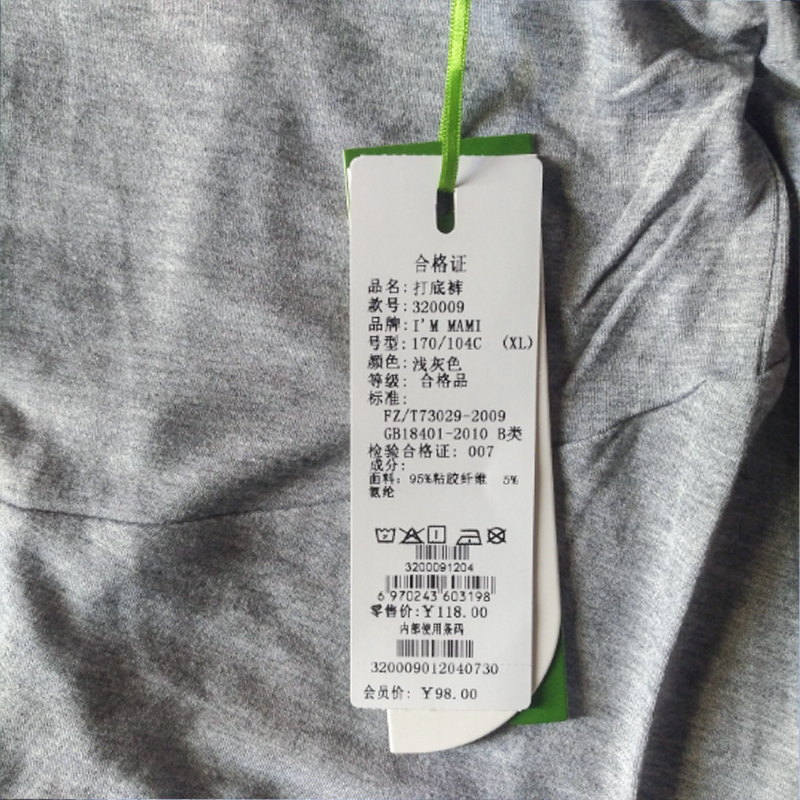 合格证
品名:打底裤
款号:320009
品牌:I'M MAMI
号型:170/104C (XL)
颜色:浅灰色
等级: 合格品
标准:
FZ/T73029-2009
GB18401-2010 B类
检验合格证: 007
成分:
面料: 95%粘胶纤维 5%
氨纶
3200091204
6 970243 603198
零售价:￥118.00
内部使用条码
320009012040730
会员价: ￥98.00